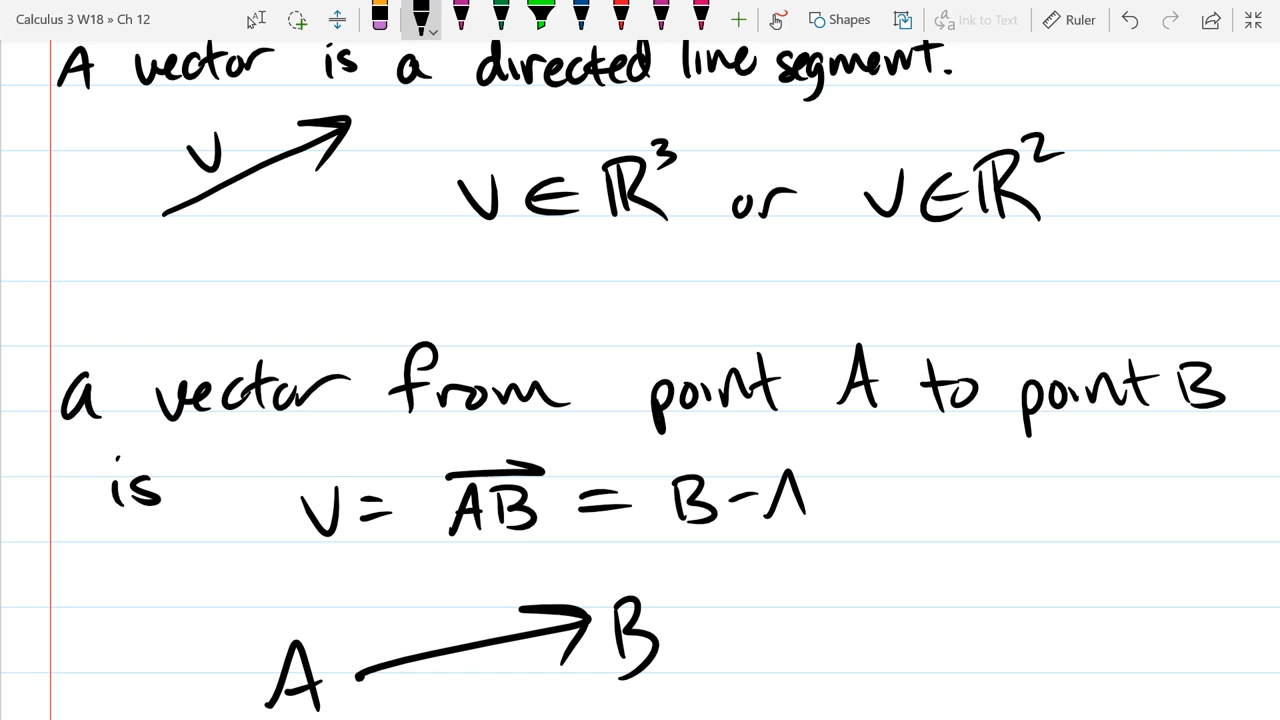 Calculus 3 W18 » Ch 12 Shapes Ink to Text Ruler
A vector is a directed line segment.
V
V ∈ ℝ³ or V ∈ ℝ²
a vector from point A to point B
is V = \overrightarrow{AB} = B - A
A B